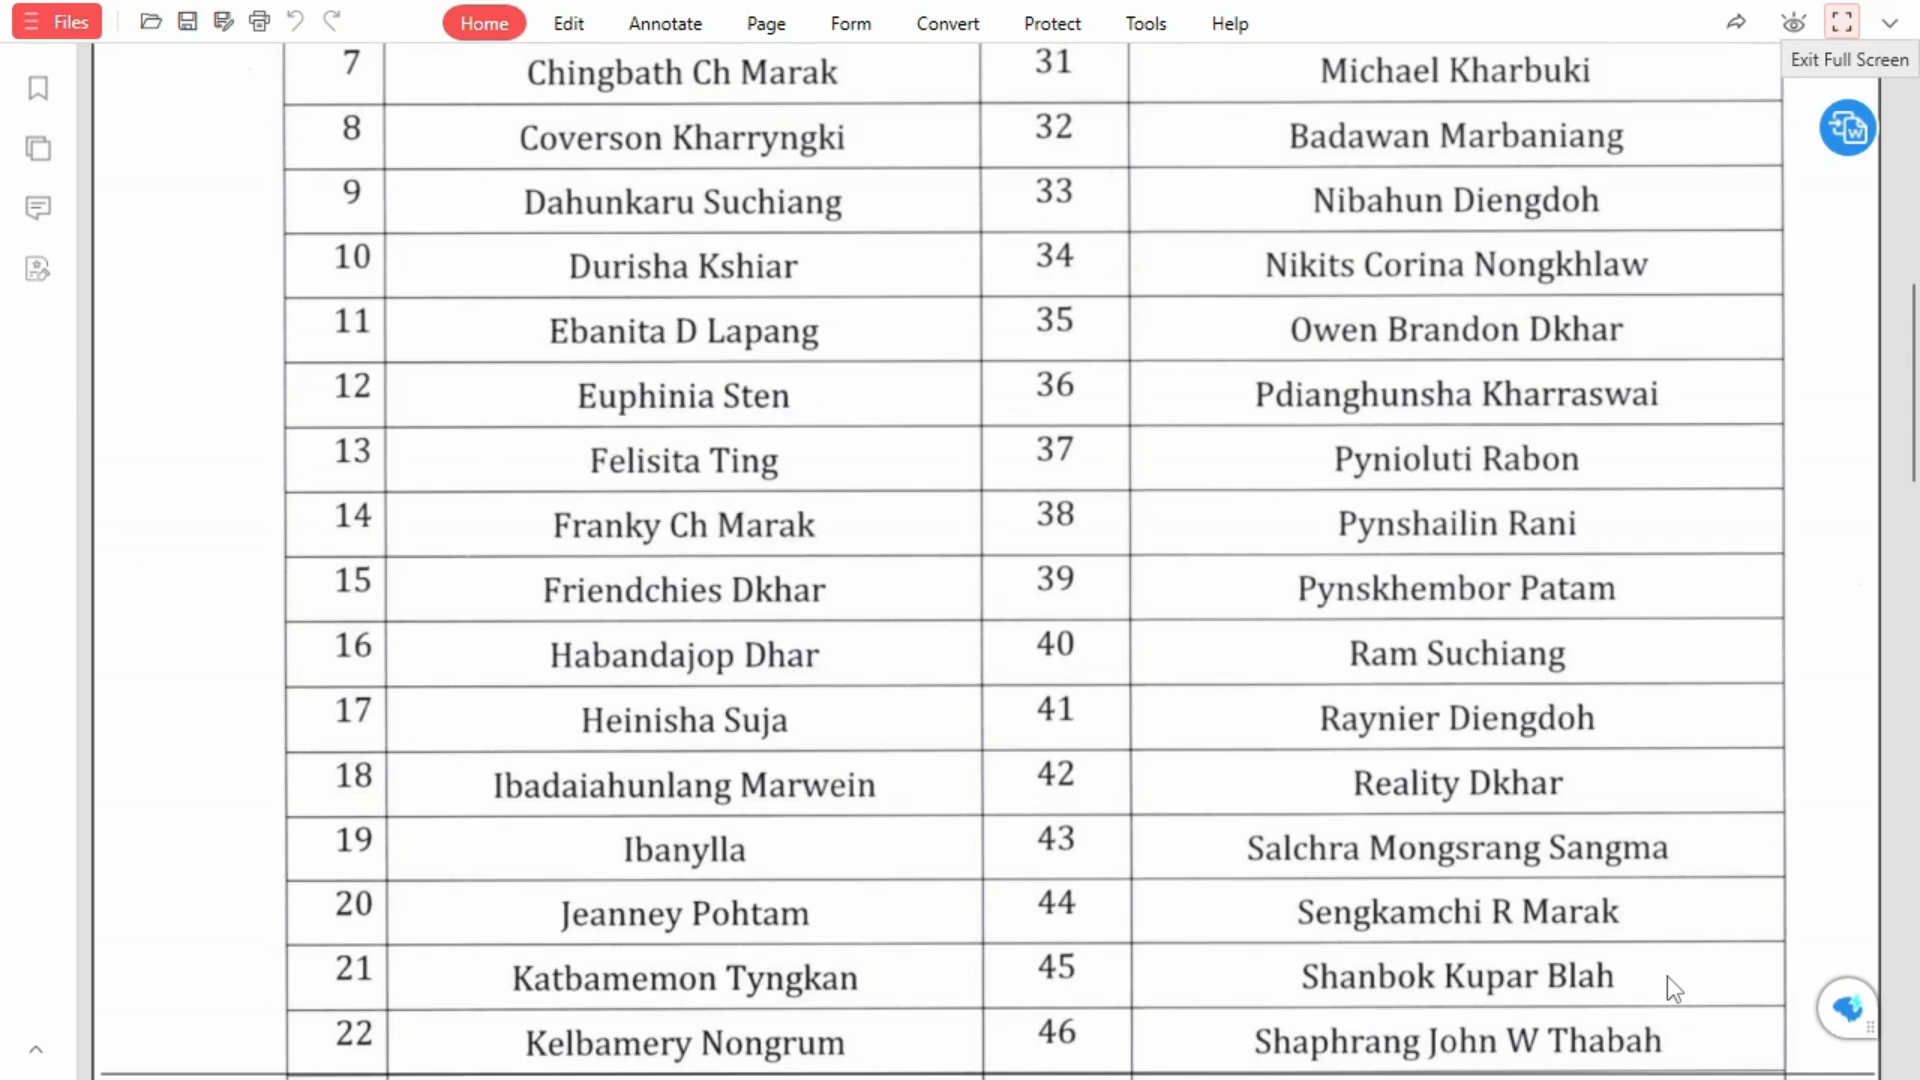 Files Home Edit Annotate Page Form Convert Protect Tools Help
Exit Full Screen
7 Chingbath Ch Marak 31 Michael Kharbuki
8 Coverson Kharryngki 32 Badawan Marbaniang
9 Dahunkaru Suchiang 33 Nibahun Diengdoh
10 Durisha Kshiar 34 Nikits Corina Nongkhlaw
11 Ebanita D Lapang 35 Owen Brandon Dkhar
12 Euphinia Sten 36 Pdianghunsha Kharraswai
13 Felisita Ting 37 Pynioluti Rabon
14 Franky Ch Marak 38 Pynshailin Rani
15 Friendchies Dkhar 39 Pynskhembor Patam
16 Habandajop Dhar 40 Ram Suchiang
17 Heinisha Suja 41 Raynier Diengdoh
18 Ibadaiahunlang Marwein 42 Reality Dkhar
19 Ibanylla 43 Salchra Mongsrang Sangma
20 Jeanney Pohtam 44 Sengkamchi R Marak
21 Katbamemon Tyngkan 45 Shanbok Kupar Blah
22 Kelbamery Nongrum 46 Shaphrang John W Thabah